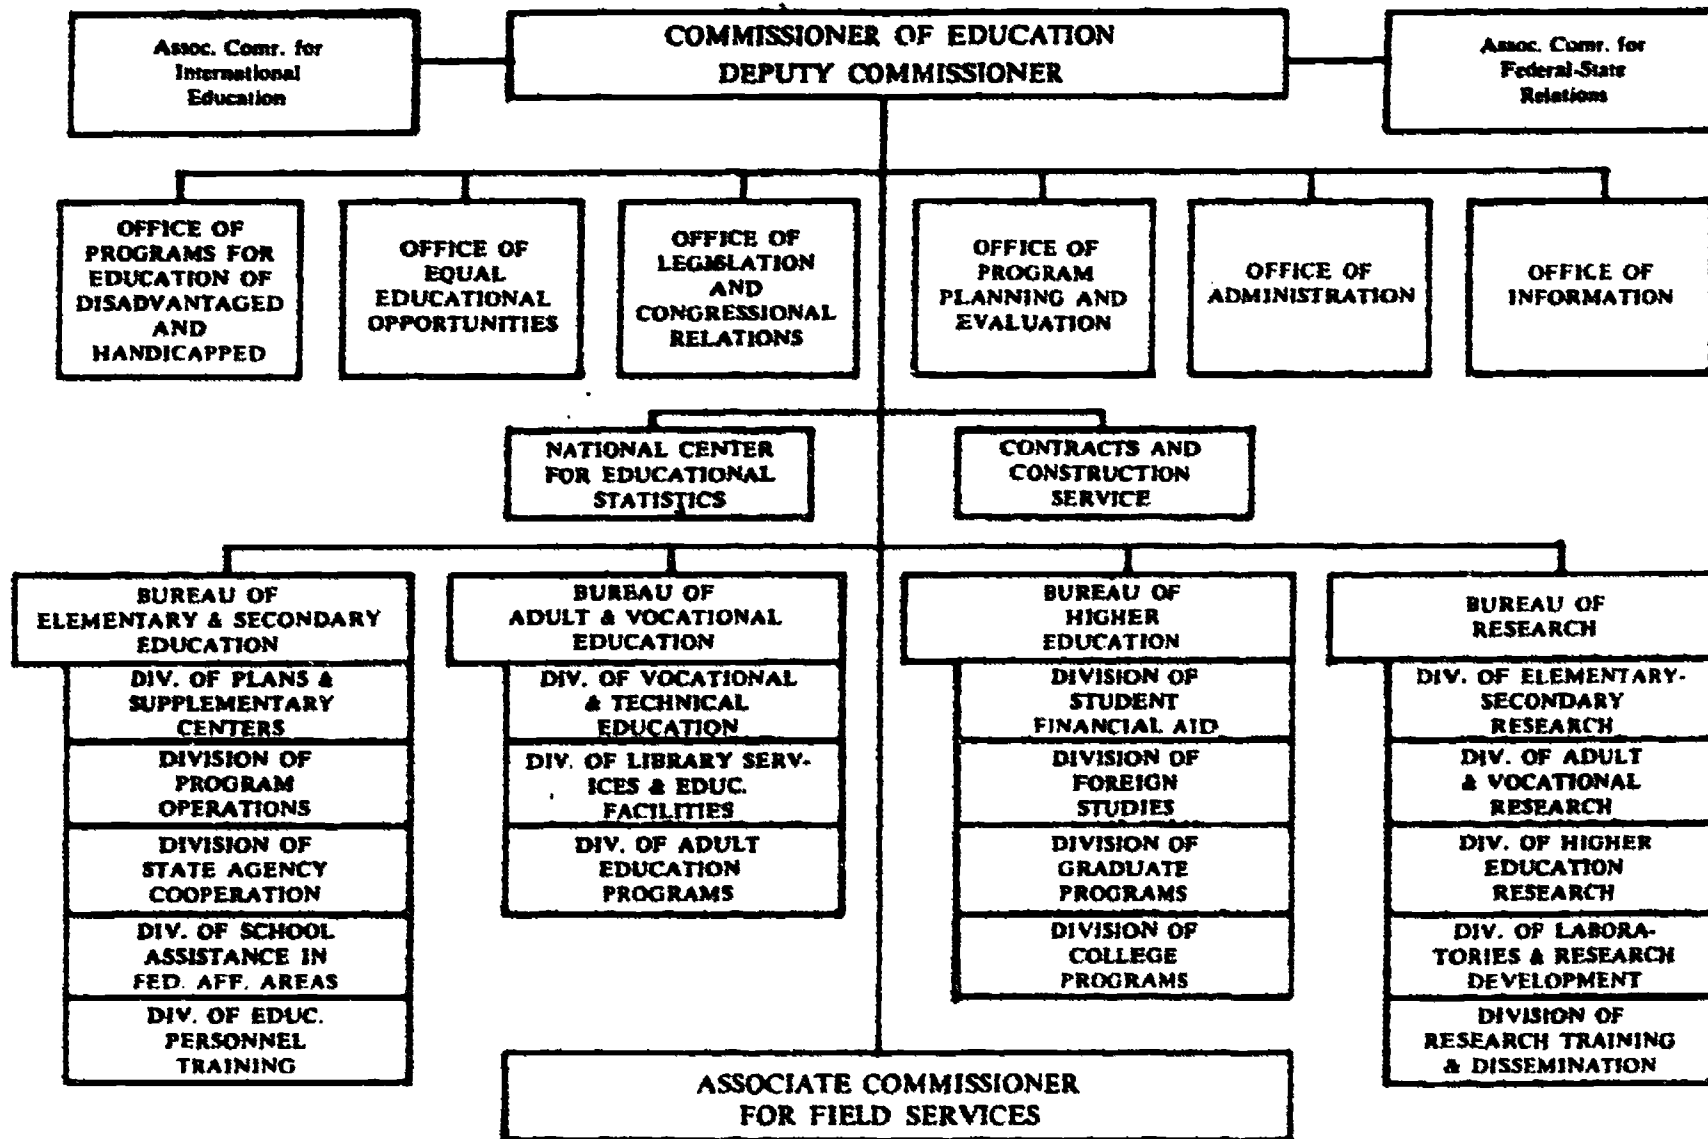 Assoc. Comr. for
International
Education
COMMISSIONER OF EDUCATION
DEPUTY COMMISSIONER
Assoc. Comr. for
Federal-State
Relations
OFFICE OF
PROGRAMS FOR
EDUCATION OF
DISADVANTAGED
AND
HANDICAPPED
OFFICE OF
EQUAL
EDUCATIONAL
OPPORTUNITIES
OFFICE OF
LEGISLATION
AND
CONGRESSIONAL
RELATIONS
OFFICE OF
PROGRAM
PLANNING AND
EVALUATION
OFFICE OF
ADMINISTRATION
OFFICE OF
INFORMATION
NATIONAL CENTER
FOR EDUCATIONAL
STATISTICS
CONTRACTS AND
CONSTRUCTION
SERVICE
BUREAU OF
ELEMENTARY & SECONDARY
EDUCATION
DIV. OF PLANS &
SUPPLEMENTARY
CENTERS
DIVISION OF
PROGRAM
OPERATIONS
DIVISION OF
STATE AGENCY
COOPERATION
DIV. OF SCHOOL
ASSISTANCE IN
FED. AFF. AREAS
DIV. OF EDUC.
PERSONNEL
TRAINING
BUREAU OF
ADULT & VOCATIONAL
EDUCATION
DIV. OF VOCATIONAL
& TECHNICAL
EDUCATION
DIV. OF LIBRARY SERV-
ICES & EDUC.
FACILITIES
DIV. OF ADULT
EDUCATION
PROGRAMS
BUREAU OF
HIGHER
EDUCATION
DIVISION OF
STUDENT
FINANCIAL AID
DIVISION OF
FOREIGN
STUDIES
DIVISION OF
GRADUATE
PROGRAMS
DIVISION OF
COLLEGE
PROGRAMS
BUREAU OF
RESEARCH
DIV. OF ELEMENTARY-
SECONDARY
RESEARCH
DIV. OF ADULT
& VOCATIONAL
RESEARCH
DIV. OF HIGHER
EDUCATION
RESEARCH
DIV. OF LABORA-
TORIES & RESEARCH
DEVELOPMENT
DIVISION OF
RESEARCH TRAINING
& DISSEMINATION
ASSOCIATE COMMISSIONER
FOR FIELD SERVICES